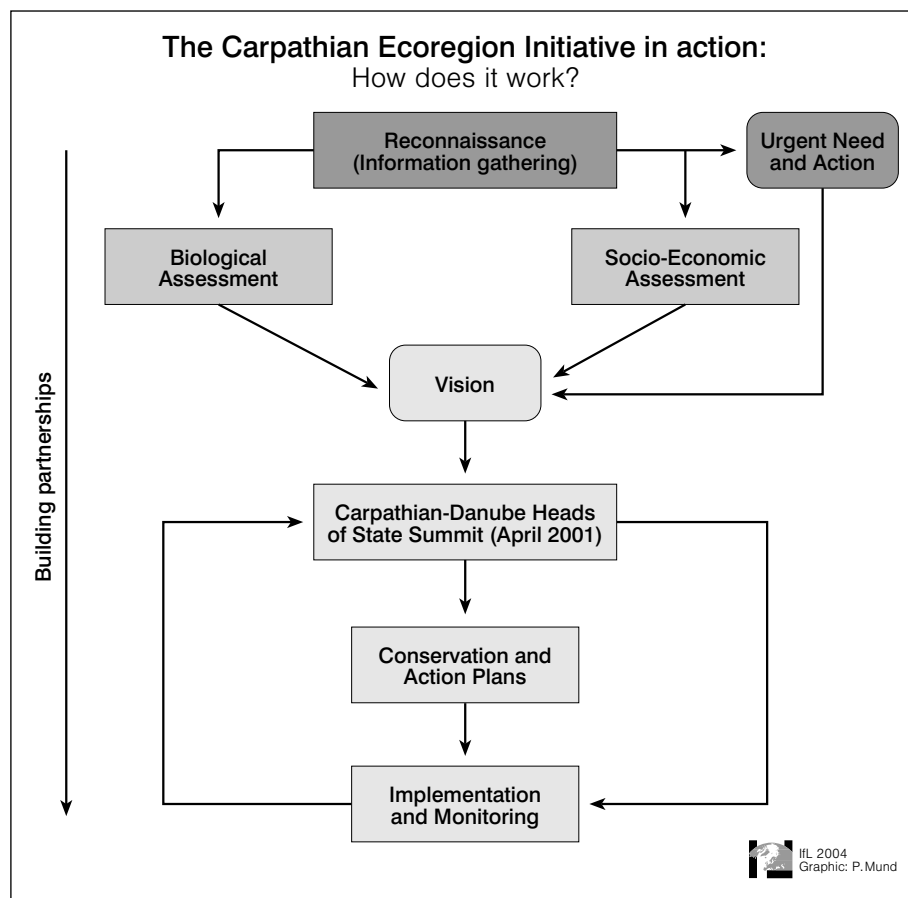 The Carpathian Ecoregion Initiative in action:
How does it work?
Reconnaissance
(Information gathering)
Urgent Need
and Action
Biological
Assessment
Socio-Economic
Assessment
Vision
Building partnerships
Carpathian-Danube Heads
of State Summit (April 2001)
Conservation and
Action Plans
Implementation
and Monitoring
IfL 2004
Graphic: P.Mund